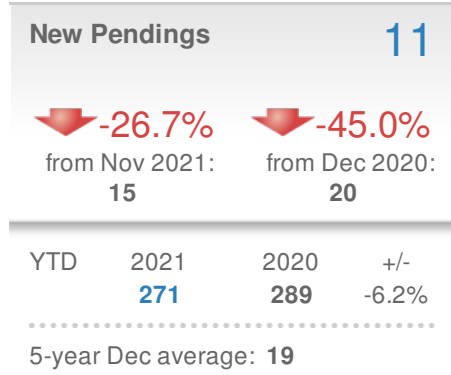 New Pendings 11
-26.7% -45.0%
from Nov 2021: from Dec 2020:
15 20
YTD 2021 2020 +/-
271 289 -6.2%
5-year Dec average: 19